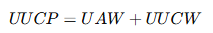 UUCP = UAW + UUCW